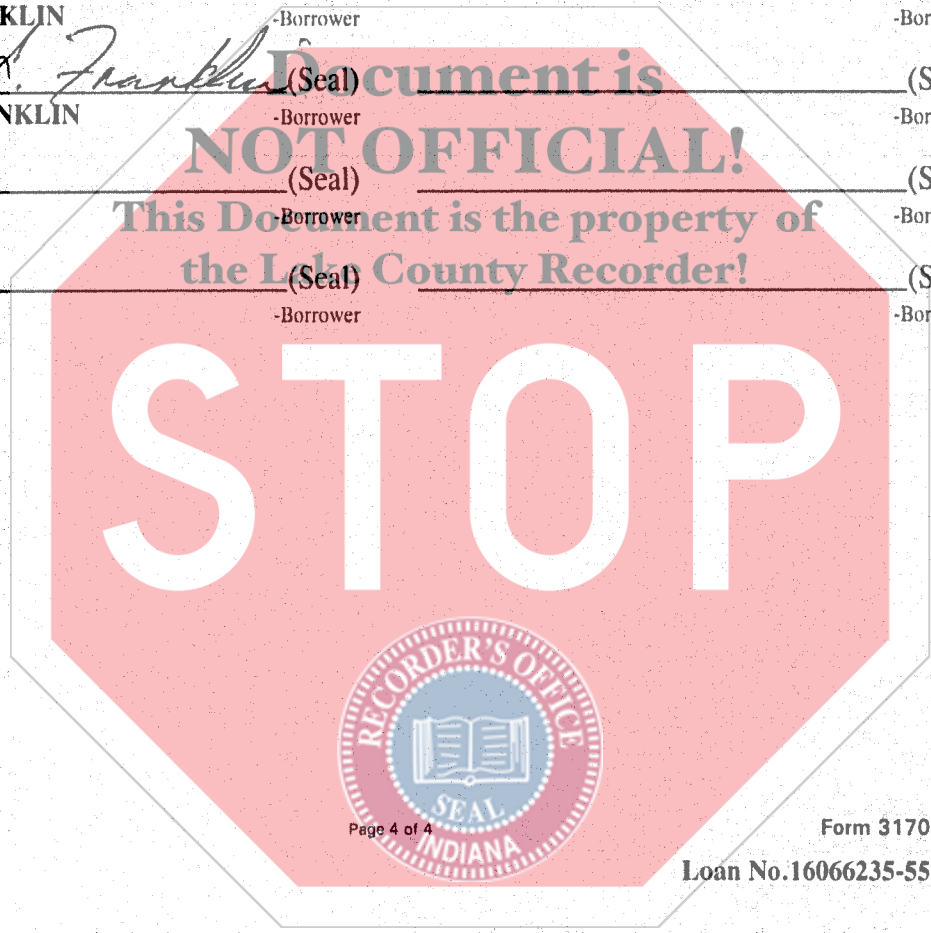 KLIN -Borrower -Bor
S. Franklin (Seal) (S
NKLIN -Borrower -Bor
(Seal) (S
-Borrower -Bor
(Seal) (S
-Borrower -Bor
Document is
NOT OFFICIAL!
This Document is the property of
the Lake County Recorder!
STOP
RECORDER'S OFFICE
SEAL
INDIANA
Page 4 of 4
Form 3170
Loan No.16066235-55